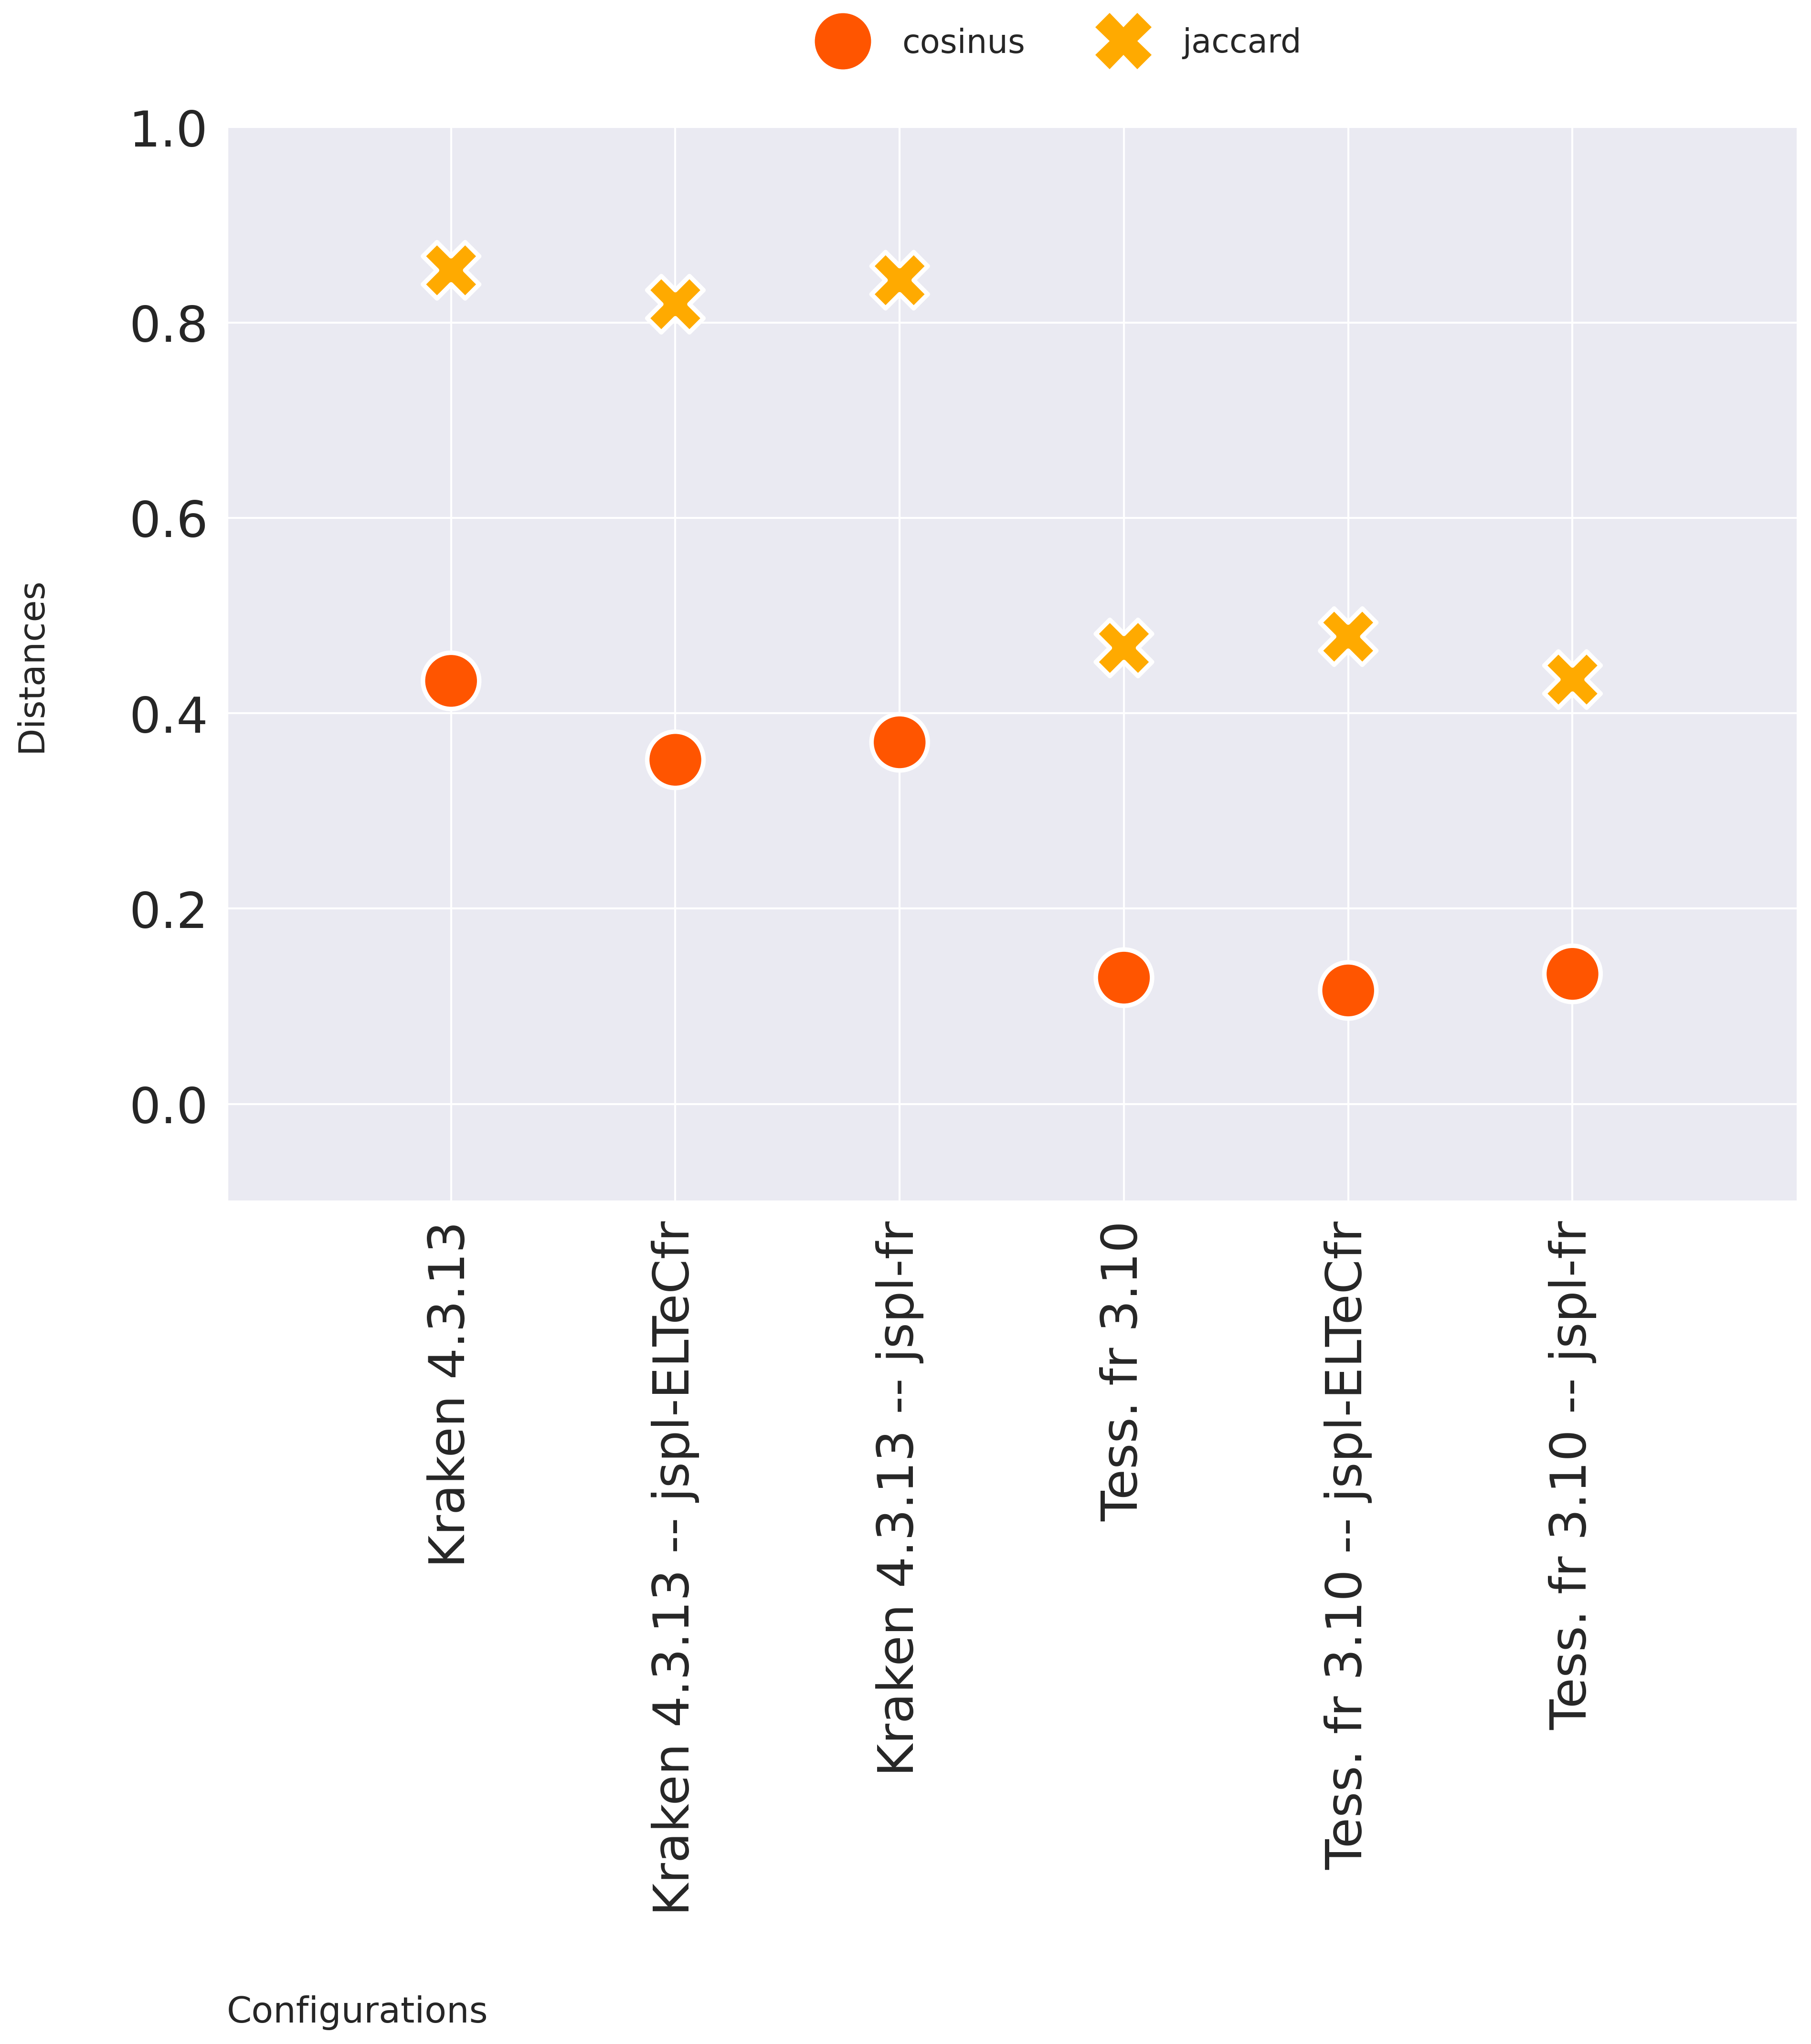 cosinus
jaccard
1.0
0.8
0.6
0.4
0.2
0.0
Distances
Kraken 4.3.13
Kraken 4.3.13 -- jspl-ELTeCfr
Kraken 4.3.13 -- jspl-fr
Tess. fr 3.10
Tess. fr 3.10 -- jspl-ELTeCfr
Tess. fr 3.10 -- jspl-fr
Configurations